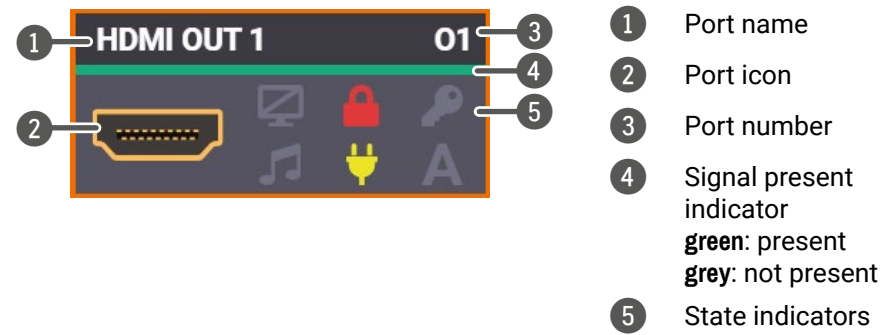 HDMI OUT 1 O1
1
2
3
4
5
A
1 Port name
2 Port icon
3 Port number
4 Signal present
indicator
green: present
grey: not present
5 State indicators